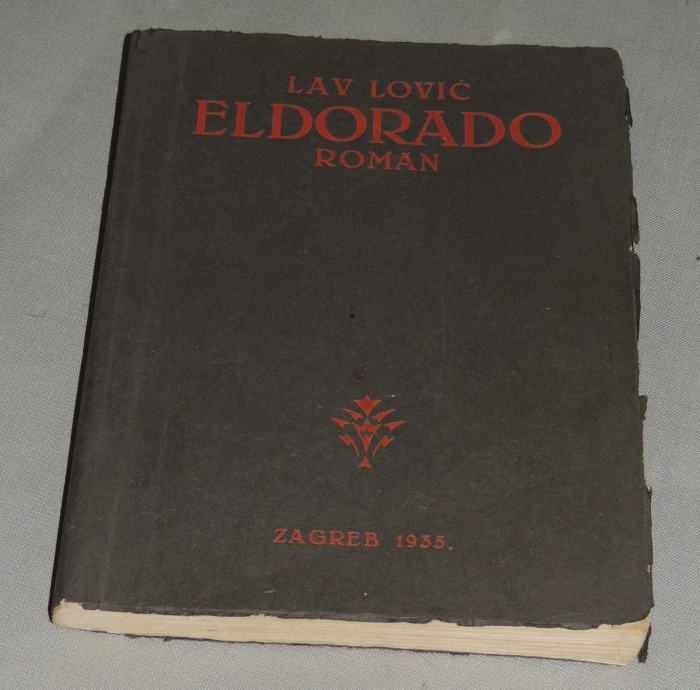 LAV LOVIĆ
ELDORADO
ROMAN
ZAGREB 1935.